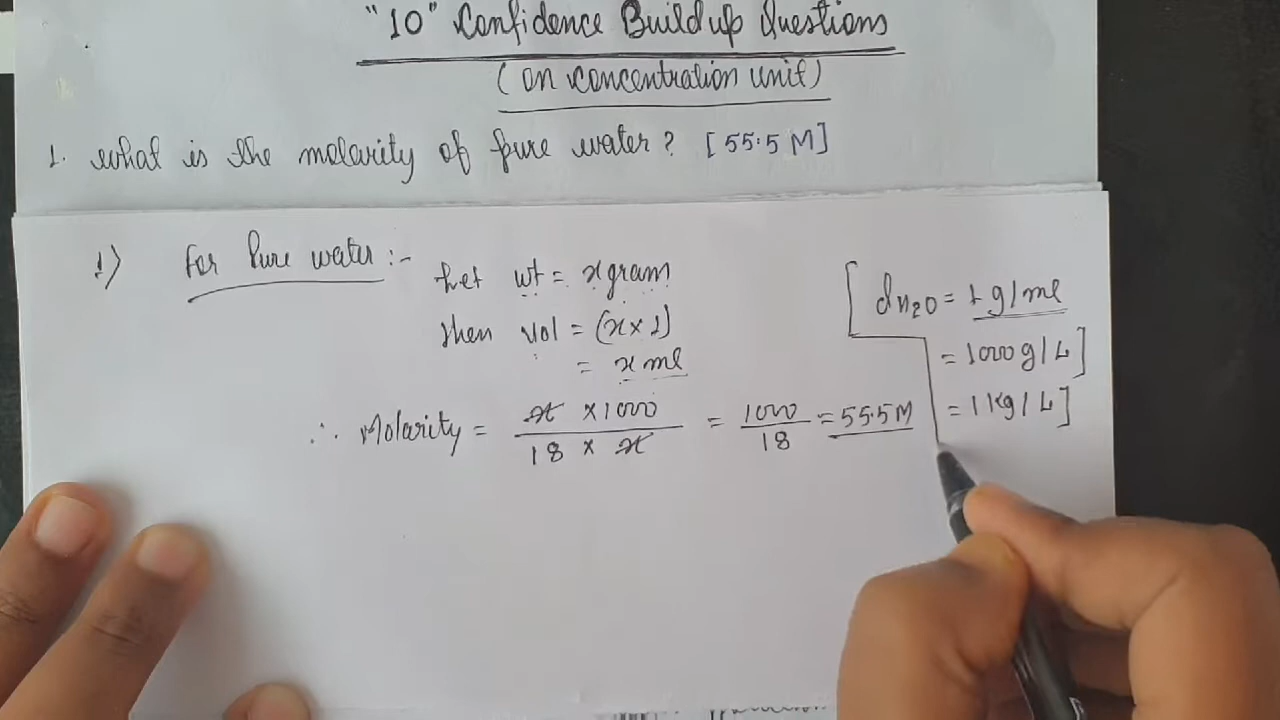 "10" Confidence Build up Questions
(on concentration unit)
1. what is the molarity of pure water? [55.5 M]
1) For Pure water :-
Let wt = x gram
then vol = (x × 1)
= x ml
[ dH₂O = 1 g/ml
= 1000 g/L]
= 1 Kg/L]
∴ Molarity = x × 1000 / 18 × x = 1000 / 18 = 55.5 M